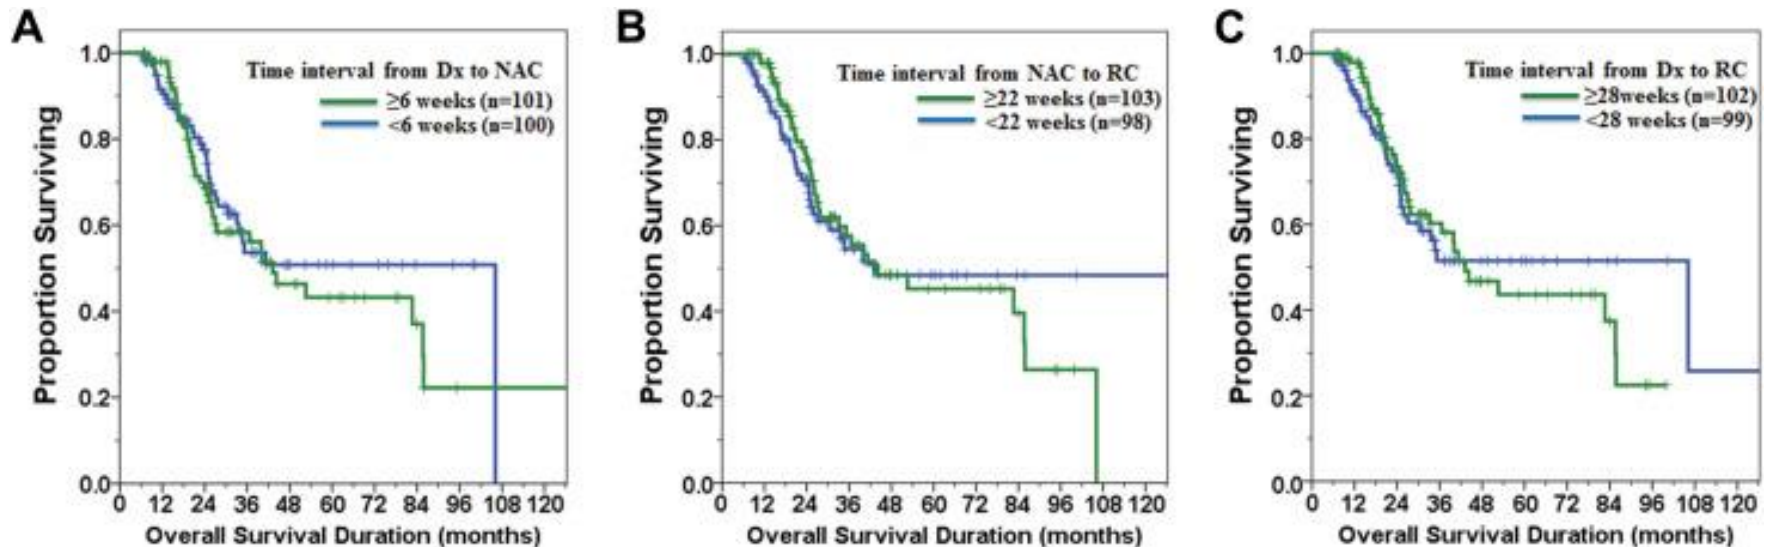 A
Time interval from Dx to NAC
≥6 weeks (n=101)
<6 weeks (n=100)
Proportion Surviving
1.0
0.8
0.6
0.4
0.2
0.0
0 12 24 36 48 60 72 84 96 108 120
Overall Survival Duration (months)
B
Time interval from NAC to RC
≥22 weeks (n=103)
<22 weeks (n=98)
Proportion Surviving
1.0
0.8
0.6
0.4
0.2
0.0
0 12 24 36 48 60 72 84 96 108 120
Overall Survival Duration (months)
C
Time interval from Dx to RC
≥28weeks (n=102)
<28 weeks (n=99)
Proportion Surviving
1.0
0.8
0.6
0.4
0.2
0.0
0 12 24 36 48 60 72 84 96 108 120
Overall Survival Duration (months)